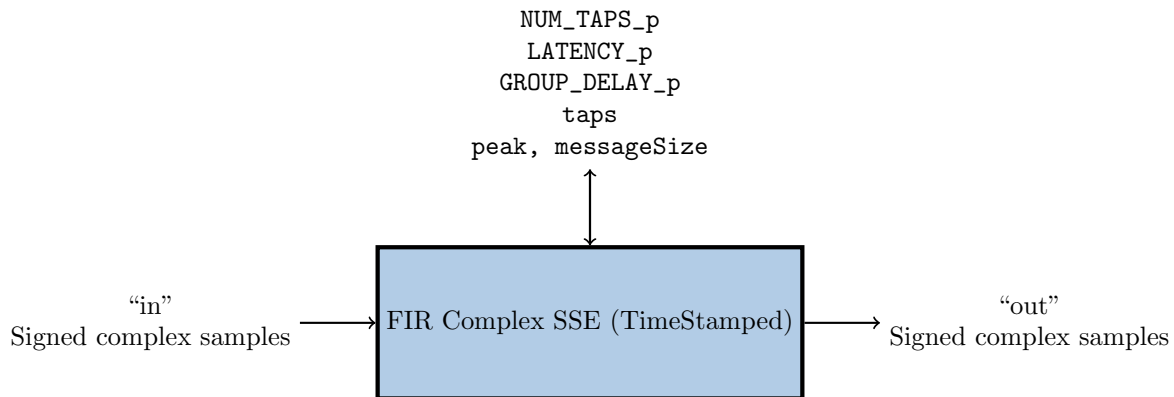 NUM_TAPS_p
LATENCY_p
GROUP_DELAY_p
taps
peak, messageSize
“in”
Signed complex samples
FIR Complex SSE (TimeStamped)
“out”
Signed complex samples